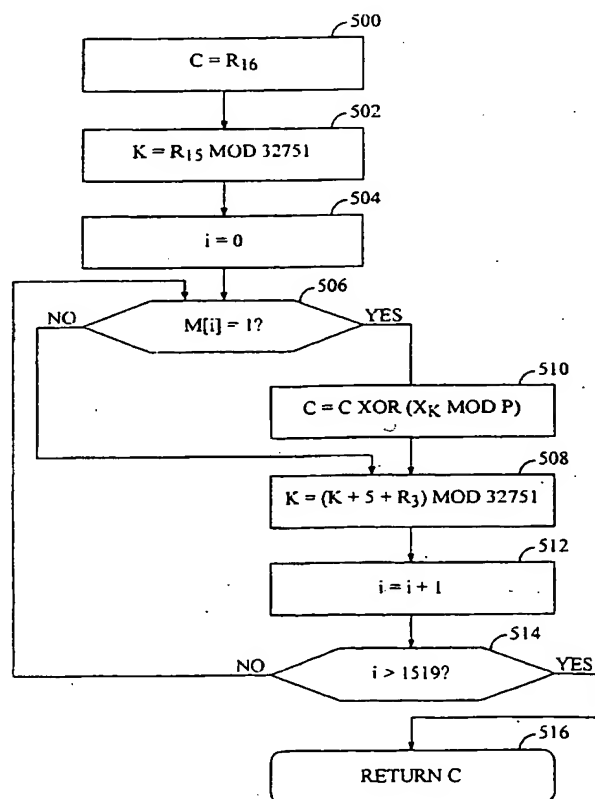 500
C = R16
502
K = R15 MOD 32751
504
i = 0
506
NO
M[i] = 1?
YES
510
C = C XOR (XK MOD P)
508
K = (K + 5 + R3) MOD 32751
512
i = i + 1
514
NO
i > 1519?
YES
516
RETURN C